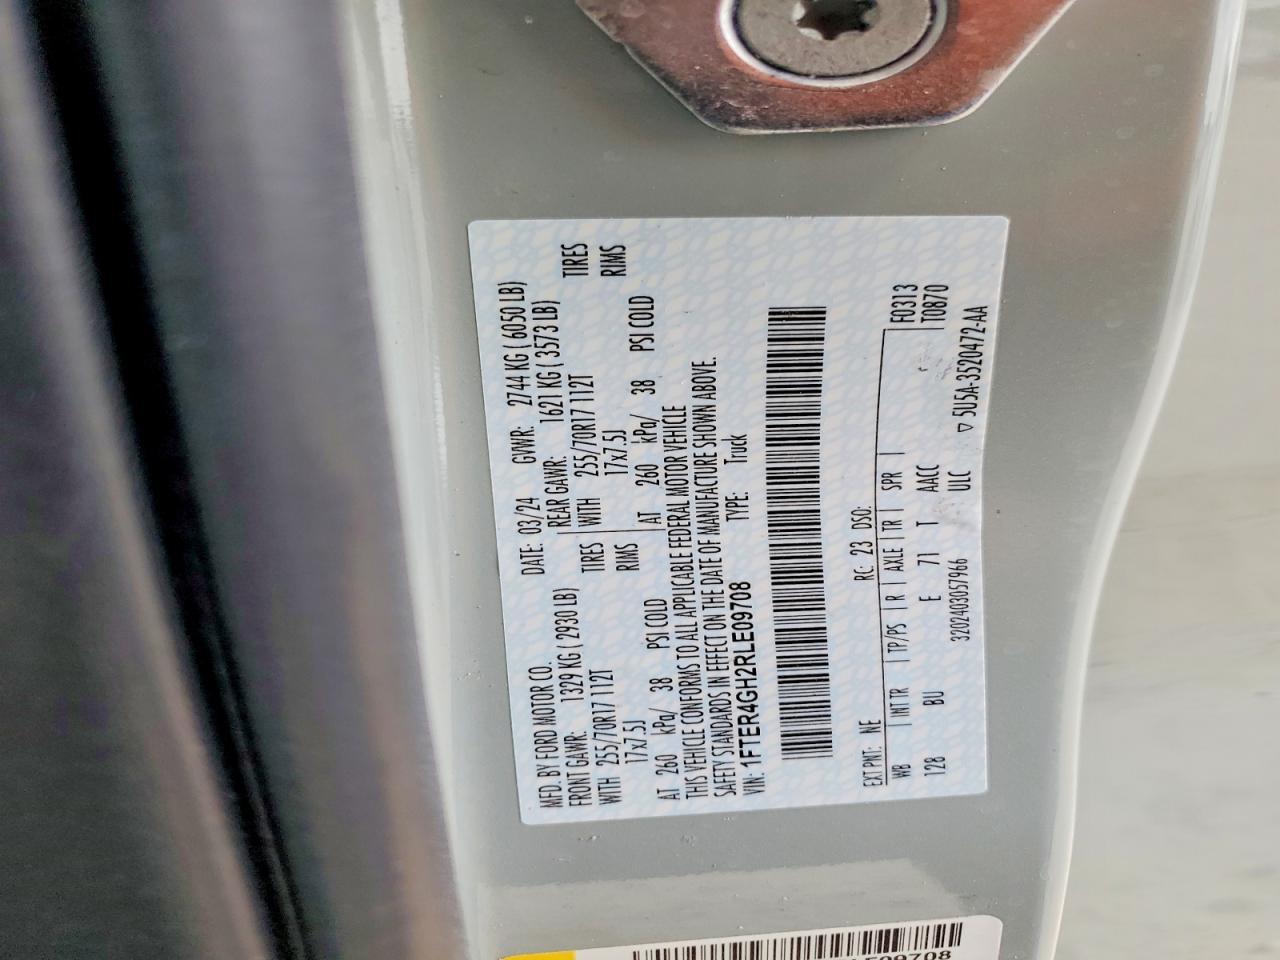 MFD. BY FORD MOTOR CO.
DATE: 03/24 GVWR: 2744 KG ( 6050 LB)
FRONT GAWR: 1329 KG ( 2930 LB) REAR GAWR: 1621 KG ( 3573 LB)
WITH 255/70R17 112T TIRES WITH 255/70R17 112T TIRES
17x7.5J RIMS 17x7.5J RIMS
AT 260 kPa/ 38 PSI COLD AT 260 kPa/ 38 PSI COLD
THIS VEHICLE CONFORMS TO ALL APPLICABLE FEDERAL MOTOR VEHICLE
SAFETY STANDARDS IN EFFECT ON THE DATE OF MANUFACTURE SHOWN ABOVE.
VIN: 1FTER4GH2RLE09708 TYPE: Truck
EXT PNT: NE RC: 23 DSO: F0313
WB | INT TR | TP/PS | R | AXLE | TR | SPR | T0870
128 BU E 71 T AACC
3202403057966 ULC ▽ 5U5A-3520472-AA
E09708